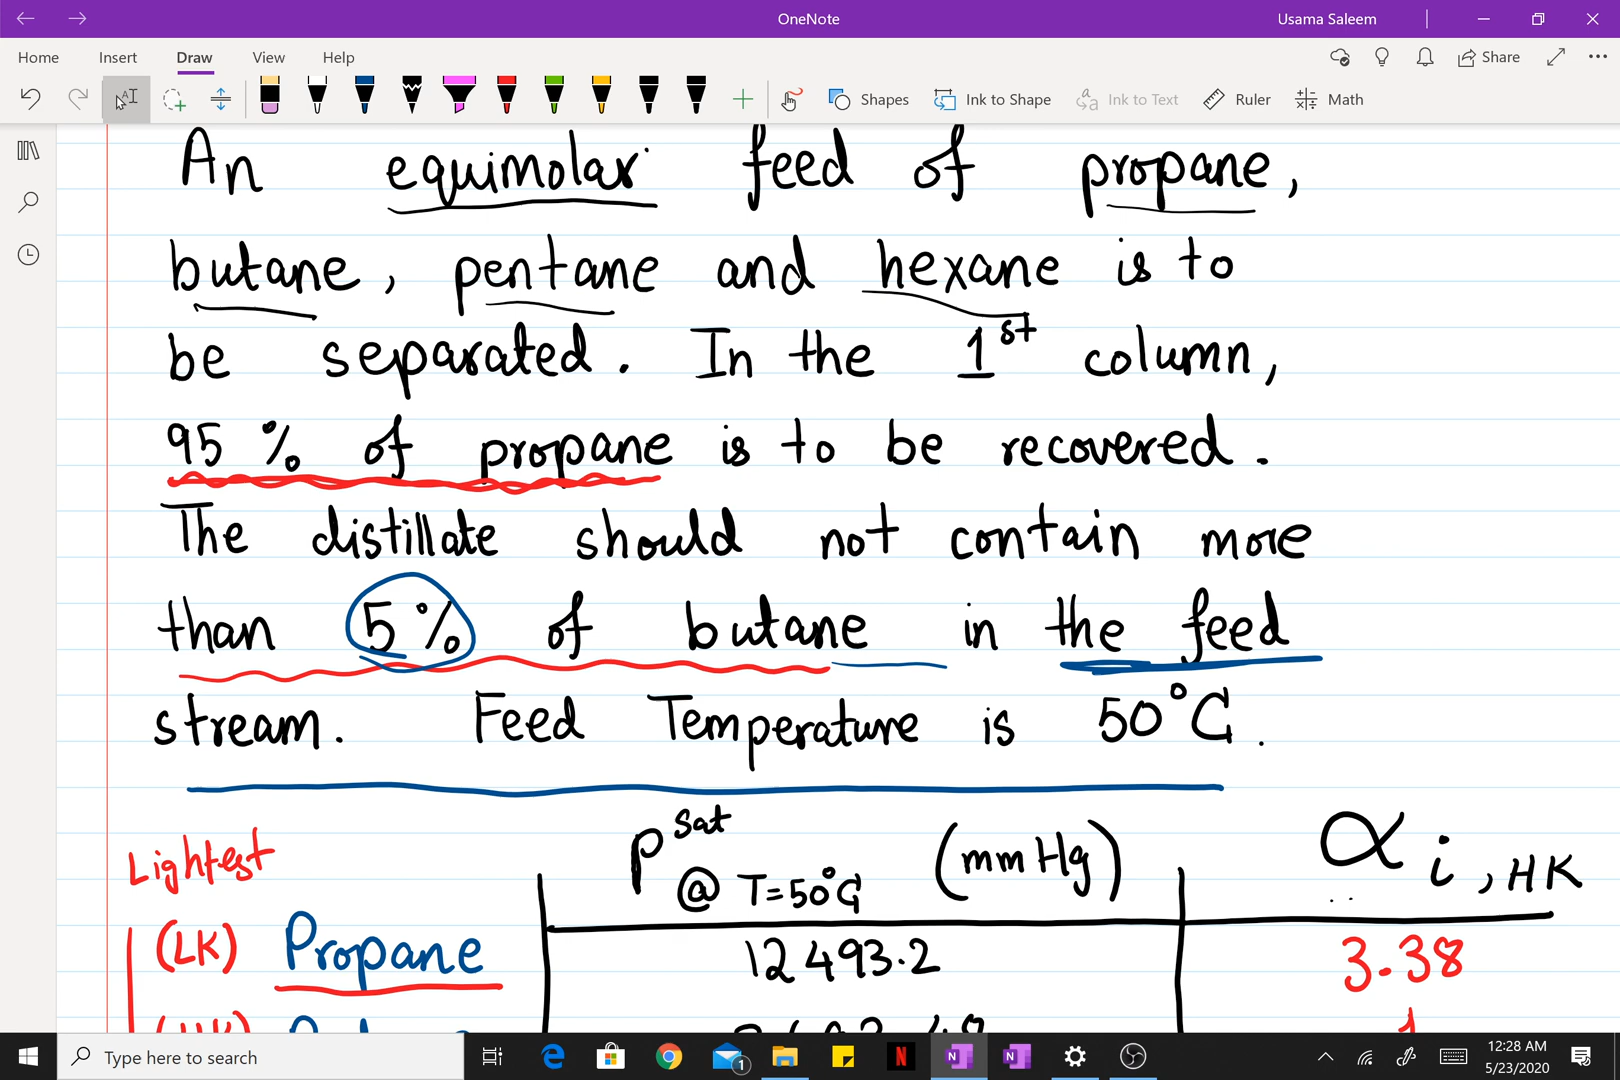 OneNote
Usama Saleem
Home Insert Draw View Help
Share
Shapes Ink to Shape Ink to Text Ruler Math
An equimolar feed of propane,
butane, pentane and hexane is to
be separated. In the 1st column,
95 % of propane is to be recovered.
The distillate should not contain more
than 5% of butane in the feed
stream. Feed Temperature is 50°C.
Lightest
P sat @ T=50°C (mmHg)
α i, HK
(LK) Propane 12493.2 3.38
(HK)
1
Type here to search
1
12:28 AM
5/23/2020